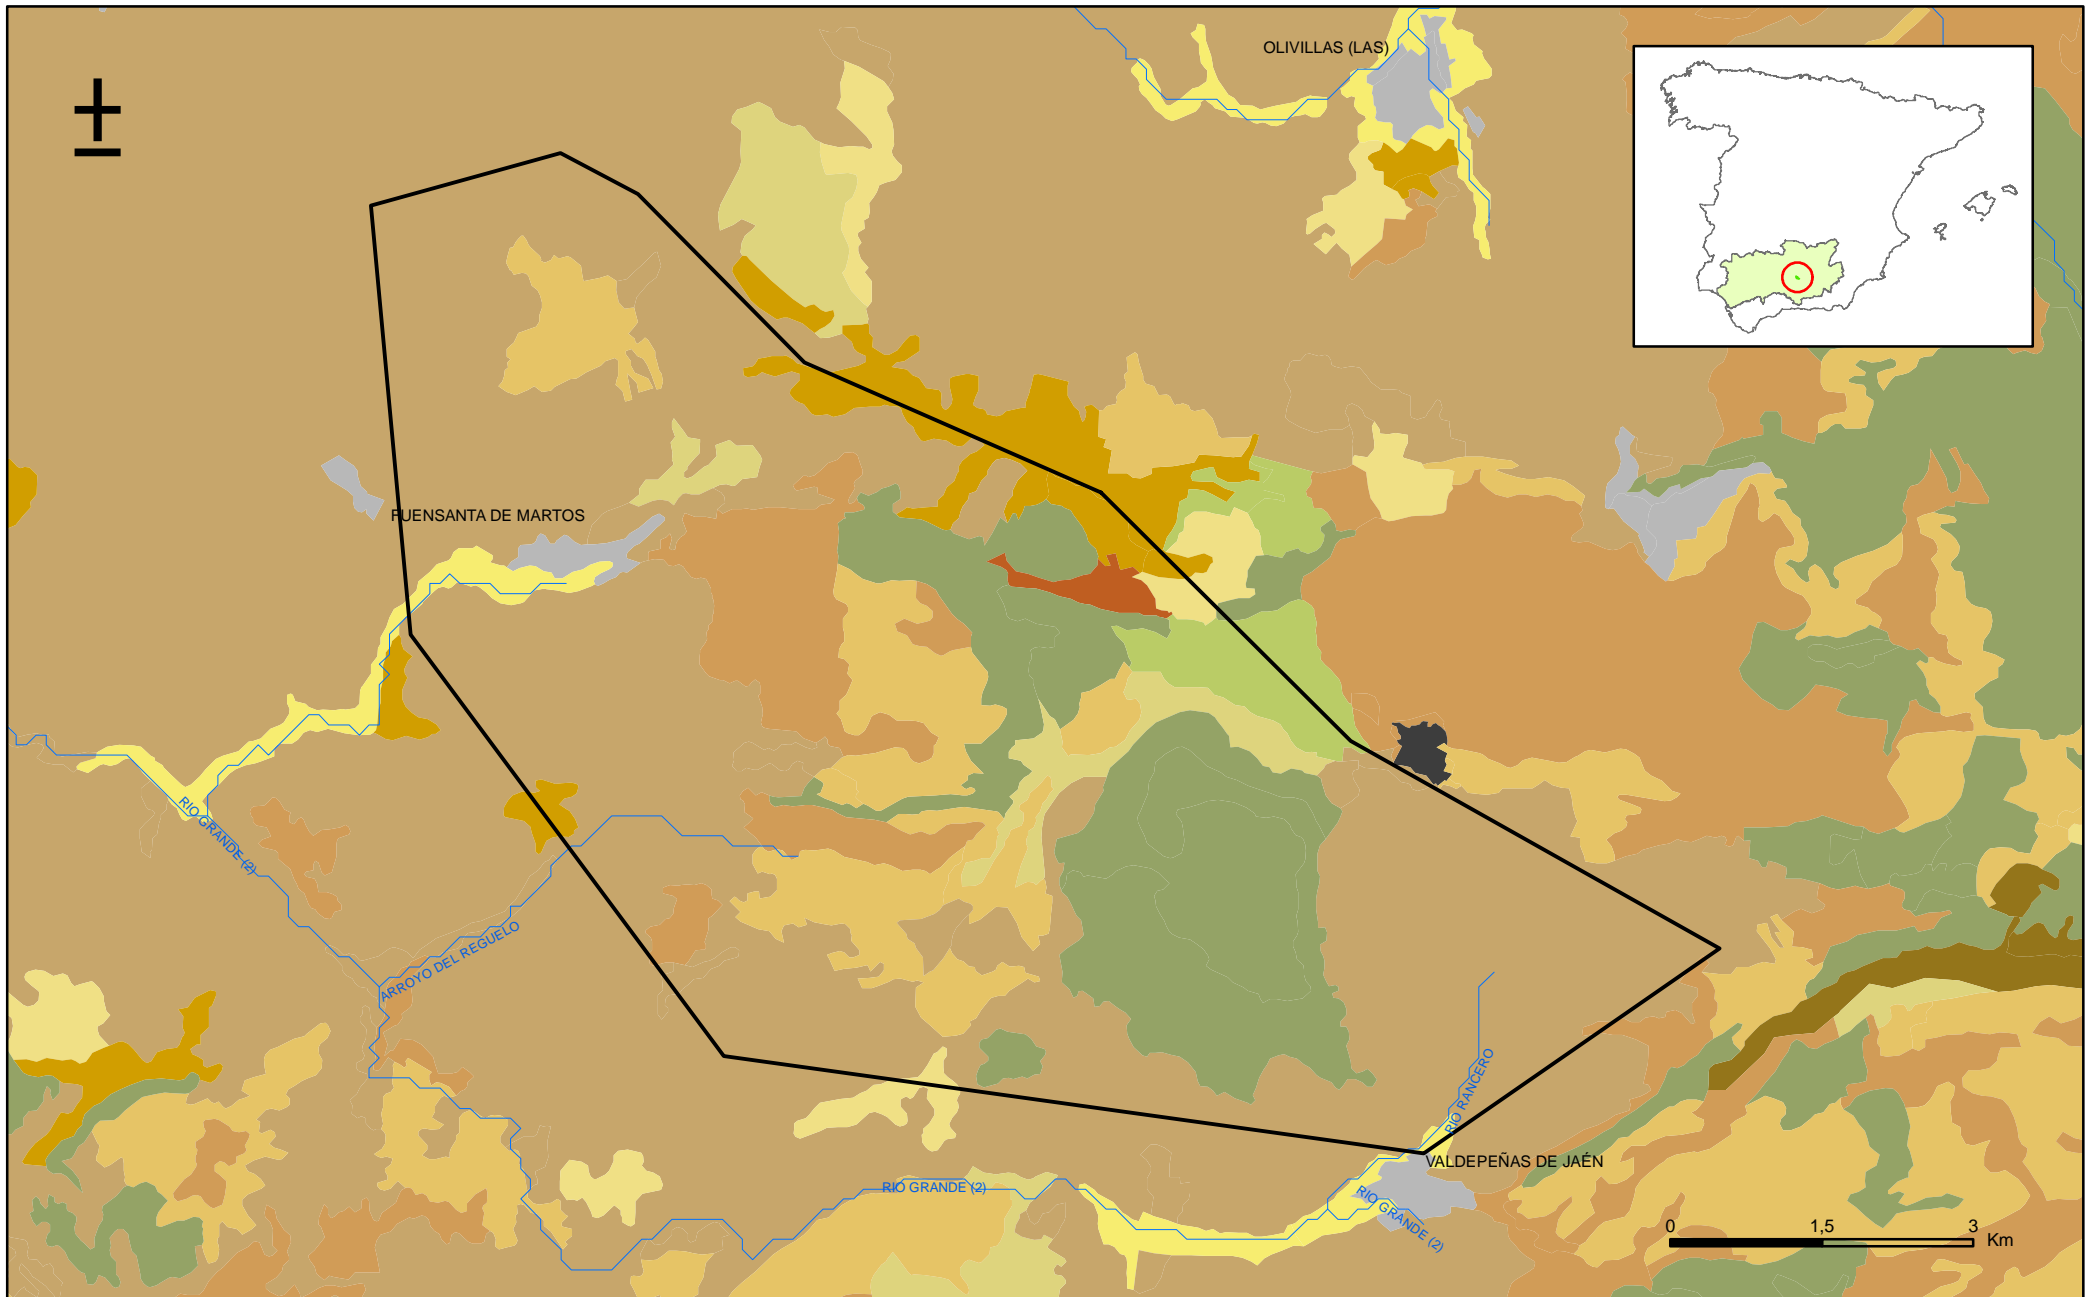 OLIVILLAS (LAS)
FUENSANTA DE MARTOS
RIO GRANDE (2)
ARROYO DEL REGUELO
RIO RANCERO
VALDEPEÑAS DE JAÉN
RIO GRANDE (2)
RIO GRANDE (2)
0 1,5 3
Km